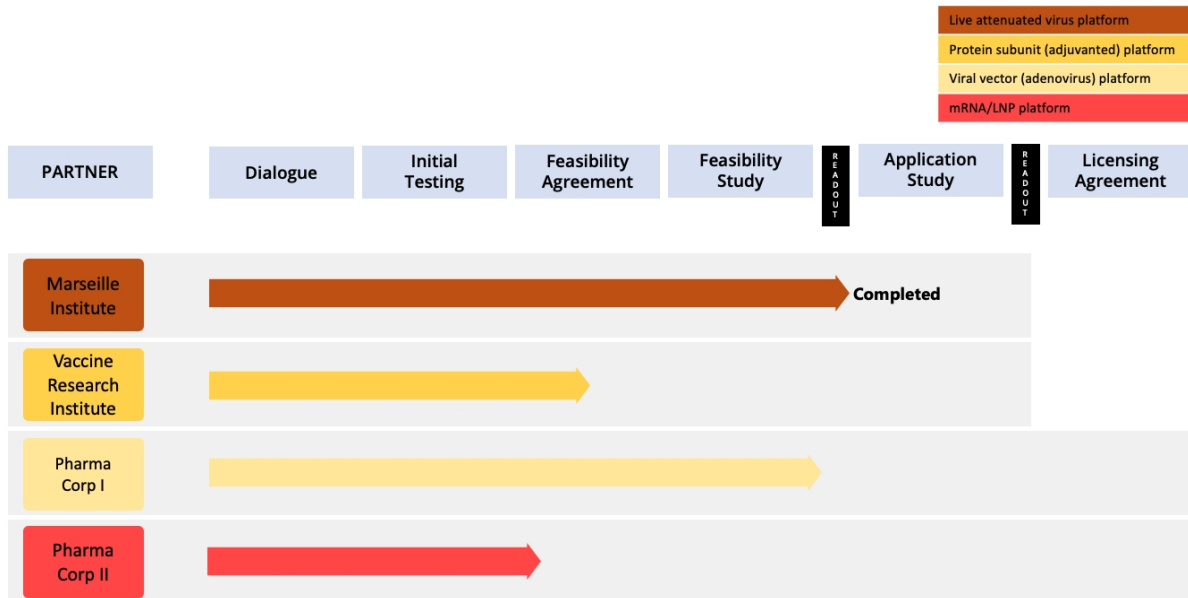 Live attenuated virus platform
Protein subunit (adjuvanted) platform
Viral vector (adenovirus) platform
mRNA/LNP platform
PARTNER
Dialogue
Initial
Testing
Feasibility
Agreement
Feasibility
Study
READOUT
Application
Study
READOUT
Licensing
Agreement
Marseille
Institute
Completed
Vaccine
Research
Institute
Pharma
Corp I
Pharma
Corp II